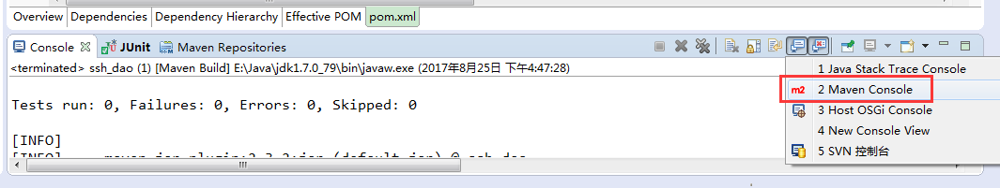 Overview Dependencies Dependency Hierarchy Effective POM pom.xml
Console JUnit Maven Repositories
<terminated> ssh_dao (1) [Maven Build] E:\Java\jdk1.7.0_79\bin\javaw.exe (2017年8月25日 下午4:47:28)
1 Java Stack Trace Console
m2 2 Maven Console
Tests run: 0, Failures: 0, Errors: 0, Skipped: 0
3 Host OSGi Console
4 New Console View
[INFO]
5 SVN 控制台
[INFO] --- maven-jar-plugin:2.3.2:jar (default-jar) @ ssh_dao